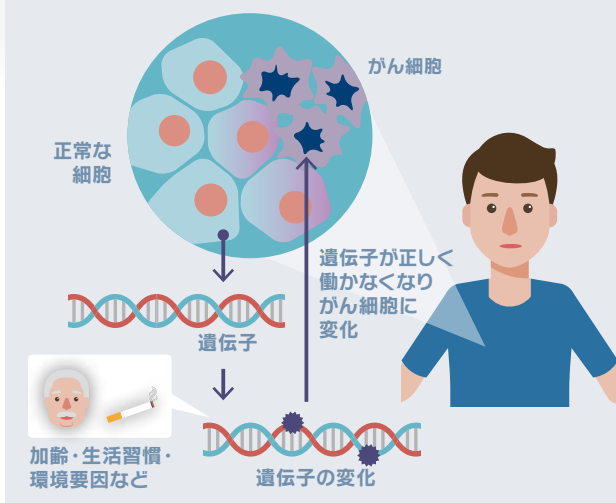 がん細胞
正常な
細胞
遺伝子が正しく
働かなくなり
がん細胞に
変化
遺伝子
加齢・生活習慣・
環境要因など
遺伝子の変化